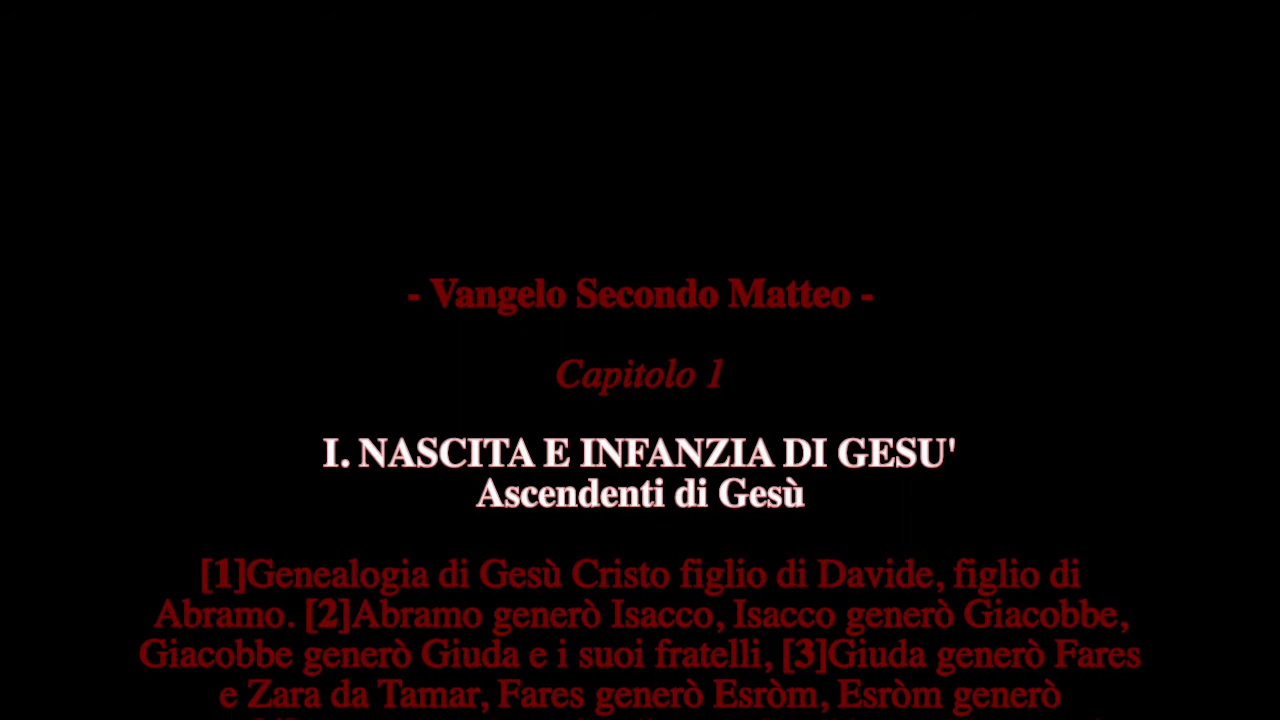 - Vangelo Secondo Matteo -
Capitolo 1
I. NASCITA E INFANZIA DI GESU'
Ascendenti di Gesù
[1]Genealogia di Gesù Cristo figlio di Davide, figlio di
Abramo. [2]Abramo generò Isacco, Isacco generò Giacobbe,
Giacobbe generò Giuda e i suoi fratelli, [3]Giuda generò Fares
e Zara da Tamar, Fares generò Esròm, Esròm generò